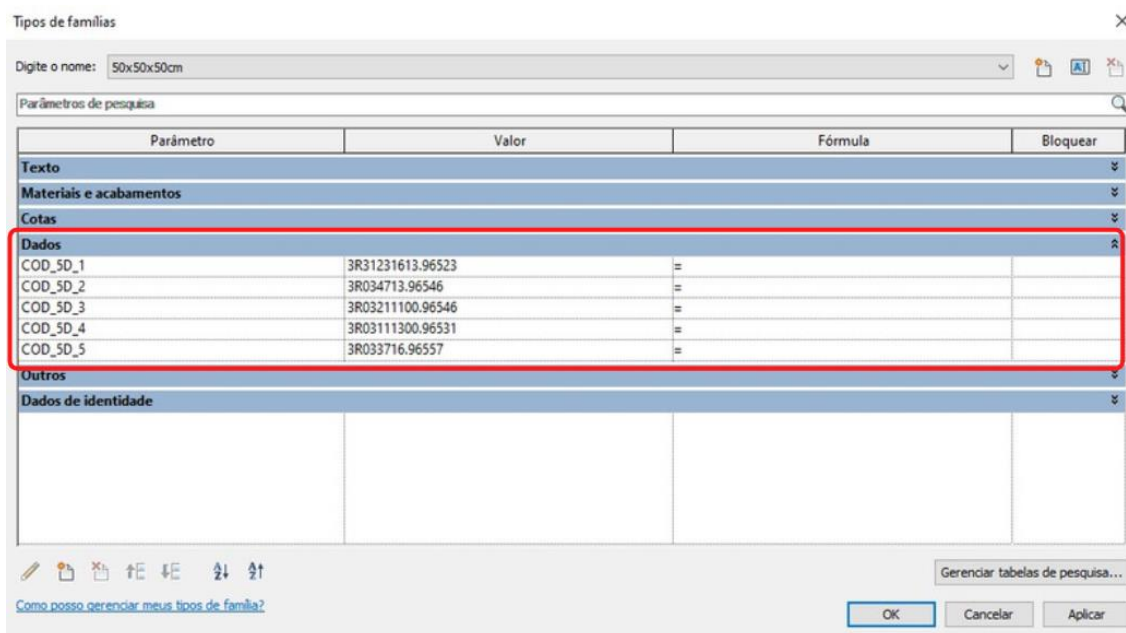 Tipos de famílias
Digite o nome: 50x50x50cm
Parâmetros de pesquisa
Parâmetro Valor Fórmula Bloquear
Texto
Materiais e acabamentos
Cotas
Dados
COD_5D_1 3R31231613.96523 =
COD_5D_2 3R034713.96546 =
COD_5D_3 3R03211100.96546 =
COD_5D_4 3R03111300.96531 =
COD_5D_5 3R033716.96557 =
Outros
Dados de identidade
Gerenciar tabelas de pesquisa...
Como posso gerenciar meus tipos de família?
OK Cancelar Aplicar